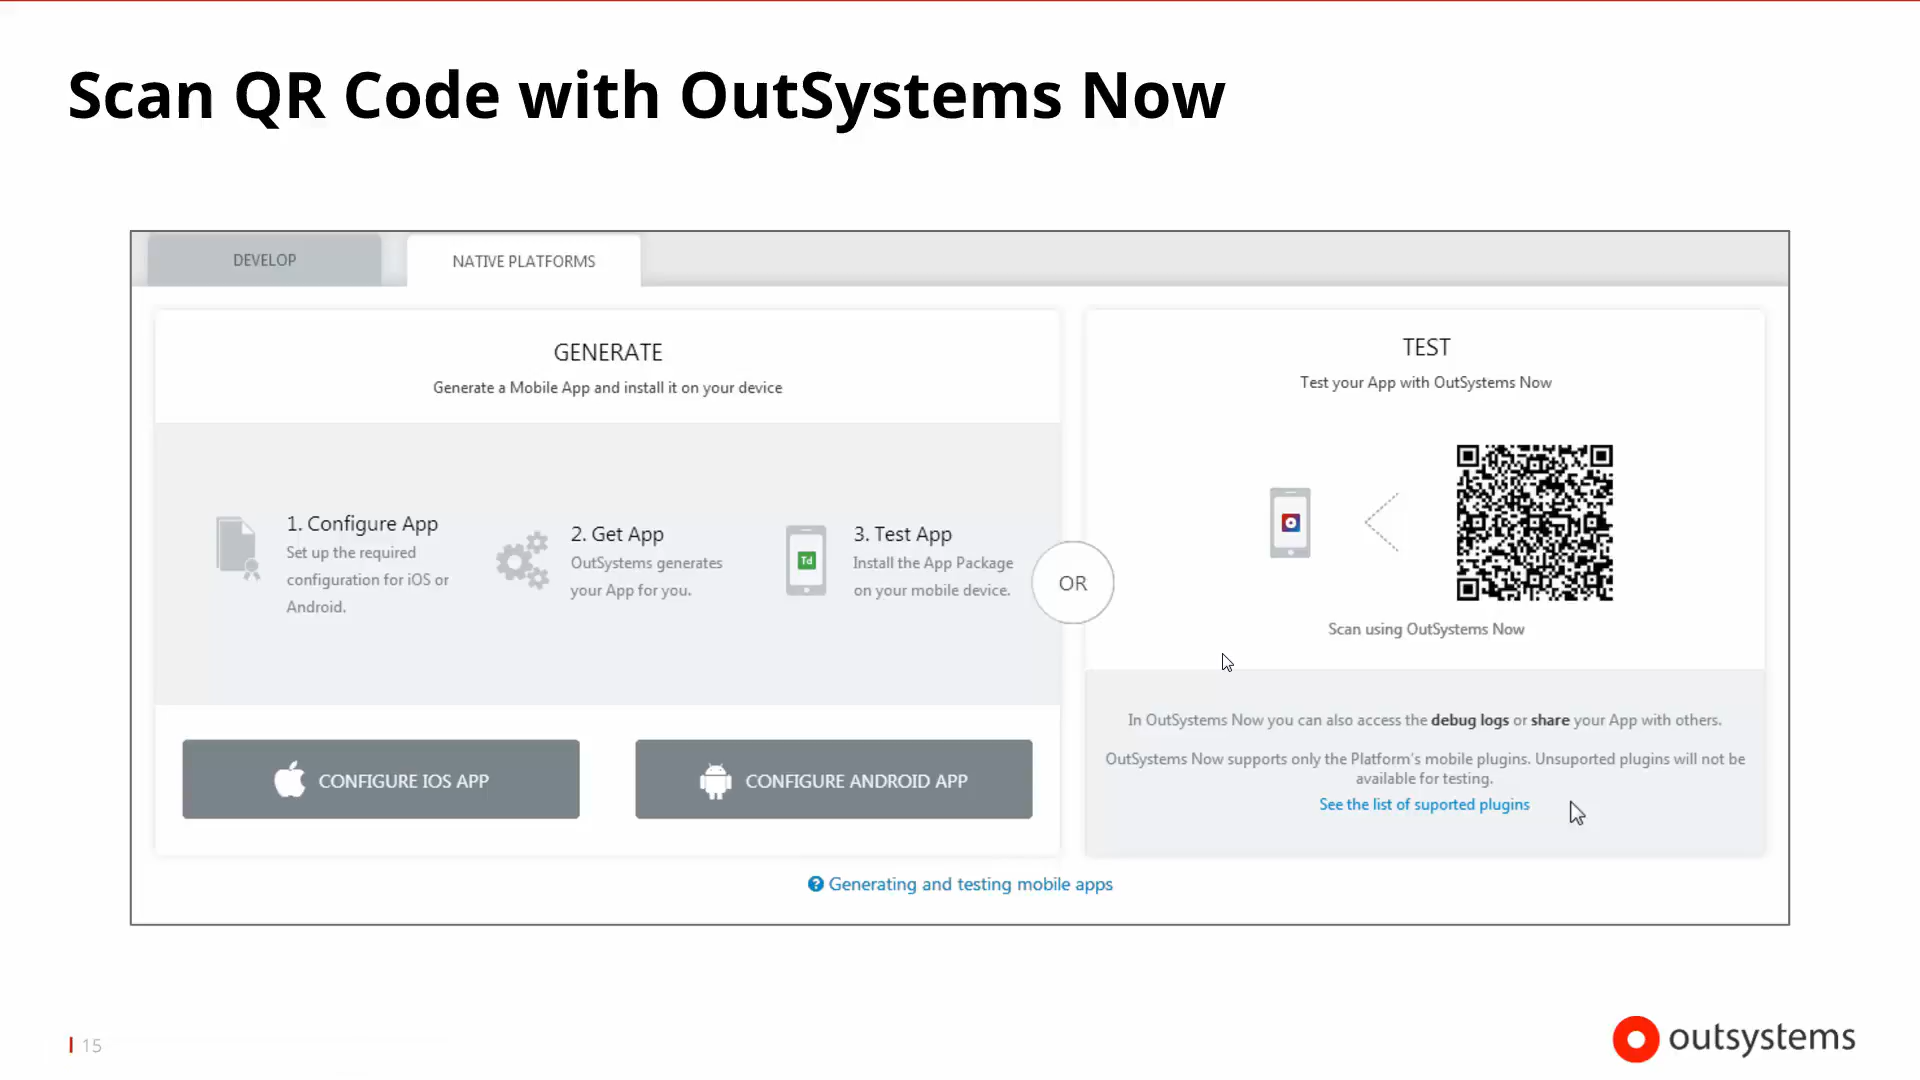 Scan QR Code with OutSystems Now
DEVELOP
NATIVE PLATFORMS
GENERATE
Generate a Mobile App and install it on your device
1. Configure App
Set up the required
configuration for iOS or
Android.
2. Get App
OutSystems generates
your App for you.
3. Test App
Install the App Package
on your mobile device.
Td
CONFIGURE IOS APP
CONFIGURE ANDROID APP
OR
TEST
Test your App with OutSystems Now
Scan using OutSystems Now
In OutSystems Now you can also access the debug logs or share your App with others.
OutSystems Now supports only the Platform's mobile plugins. Unsuported plugins will not be
available for testing.
See the list of suported plugins
? Generating and testing mobile apps
15
outsystems